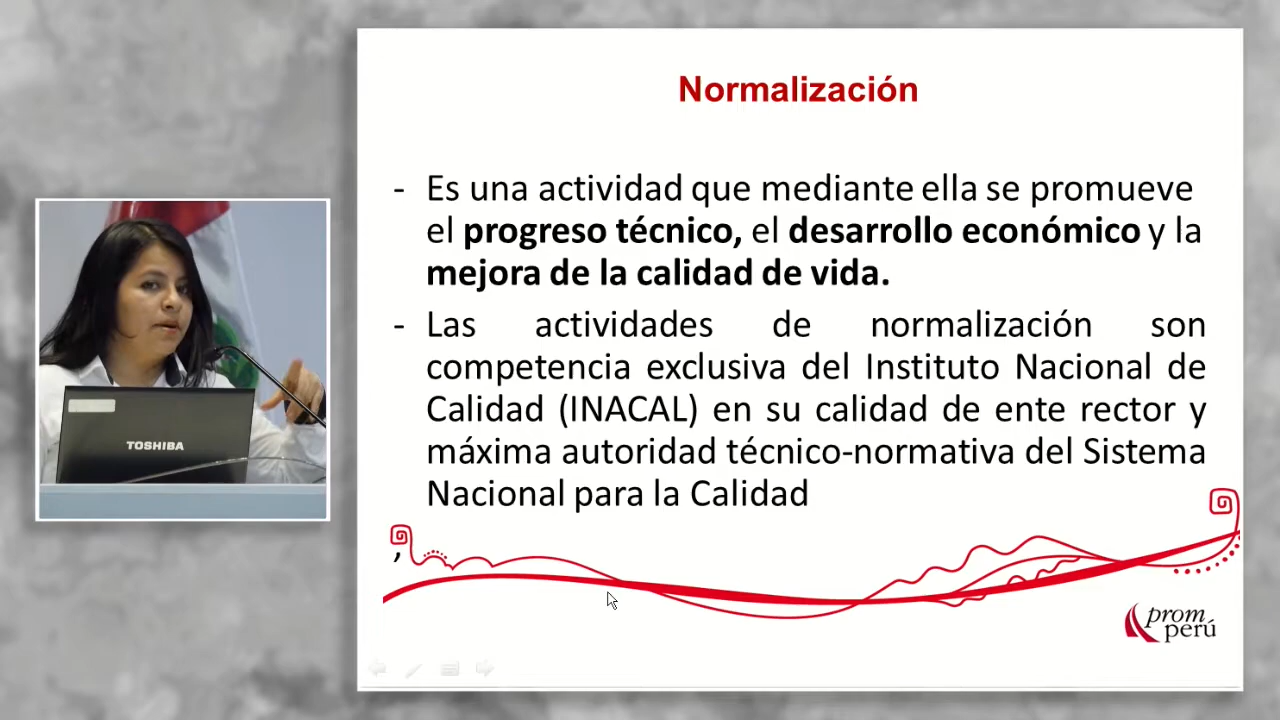 Normalización
- Es una actividad que mediante ella se promueve
el progreso técnico, el desarrollo económico y la
mejora de la calidad de vida.
- Las actividades de normalización son
competencia exclusiva del Instituto Nacional de
Calidad (INACAL) en su calidad de ente rector y
máxima autoridad técnico-normativa del Sistema
Nacional para la Calidad
,
prom
perú
TOSHIBA